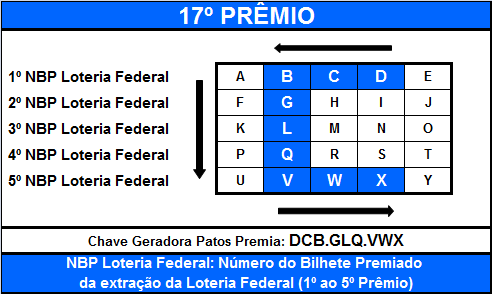 17º PRÊMIO
1º NBP Loteria Federal A B C D E
2º NBP Loteria Federal F G H I J
3º NBP Loteria Federal K L M N O
4º NBP Loteria Federal P Q R S T
5º NBP Loteria Federal U V W X Y
Chave Geradora Patos Premia: DCB.GLQ.VWX
NBP Loteria Federal: Número do Bilhete Premiado
da extração da Loteria Federal (1º ao 5º Prêmio)